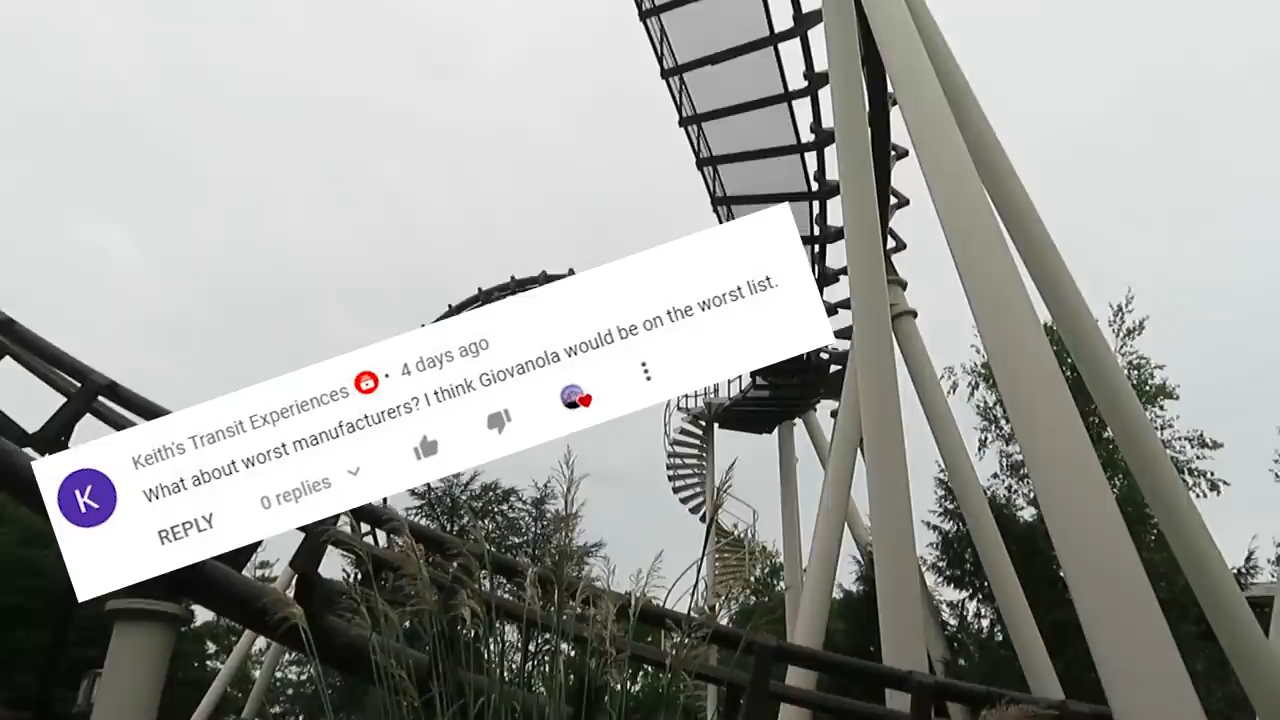 Keith's Transit Experiences • 4 days ago
What about worst manufacturers? I think Giovanola would be on the worst list.
K
REPLY 0 replies